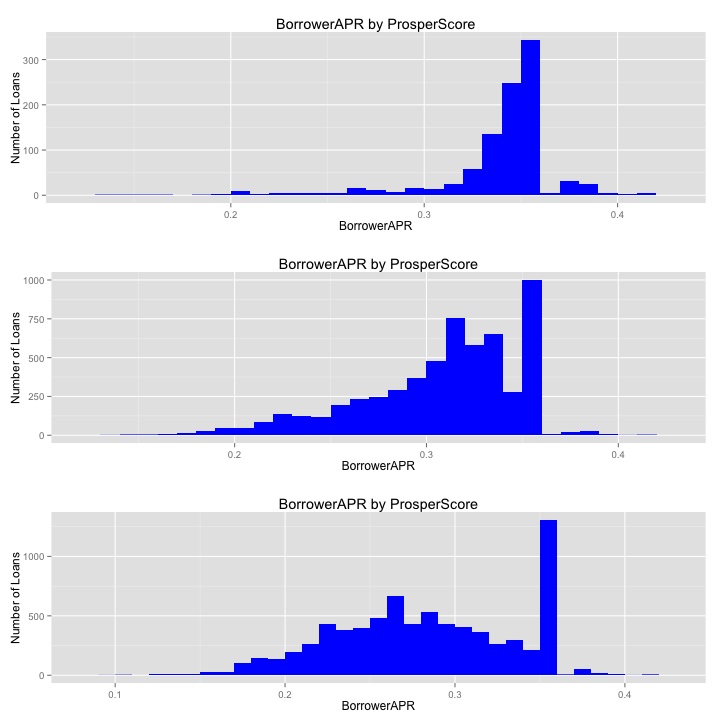 BorrowerAPR by ProsperScore
Number of Loans
300
200
100
0
0.2 0.3 0.4
BorrowerAPR
BorrowerAPR by ProsperScore
Number of Loans
1000
750
500
250
0
0.2 0.3 0.4
BorrowerAPR
BorrowerAPR by ProsperScore
Number of Loans
1000
500
0
0.1 0.2 0.3 0.4
BorrowerAPR